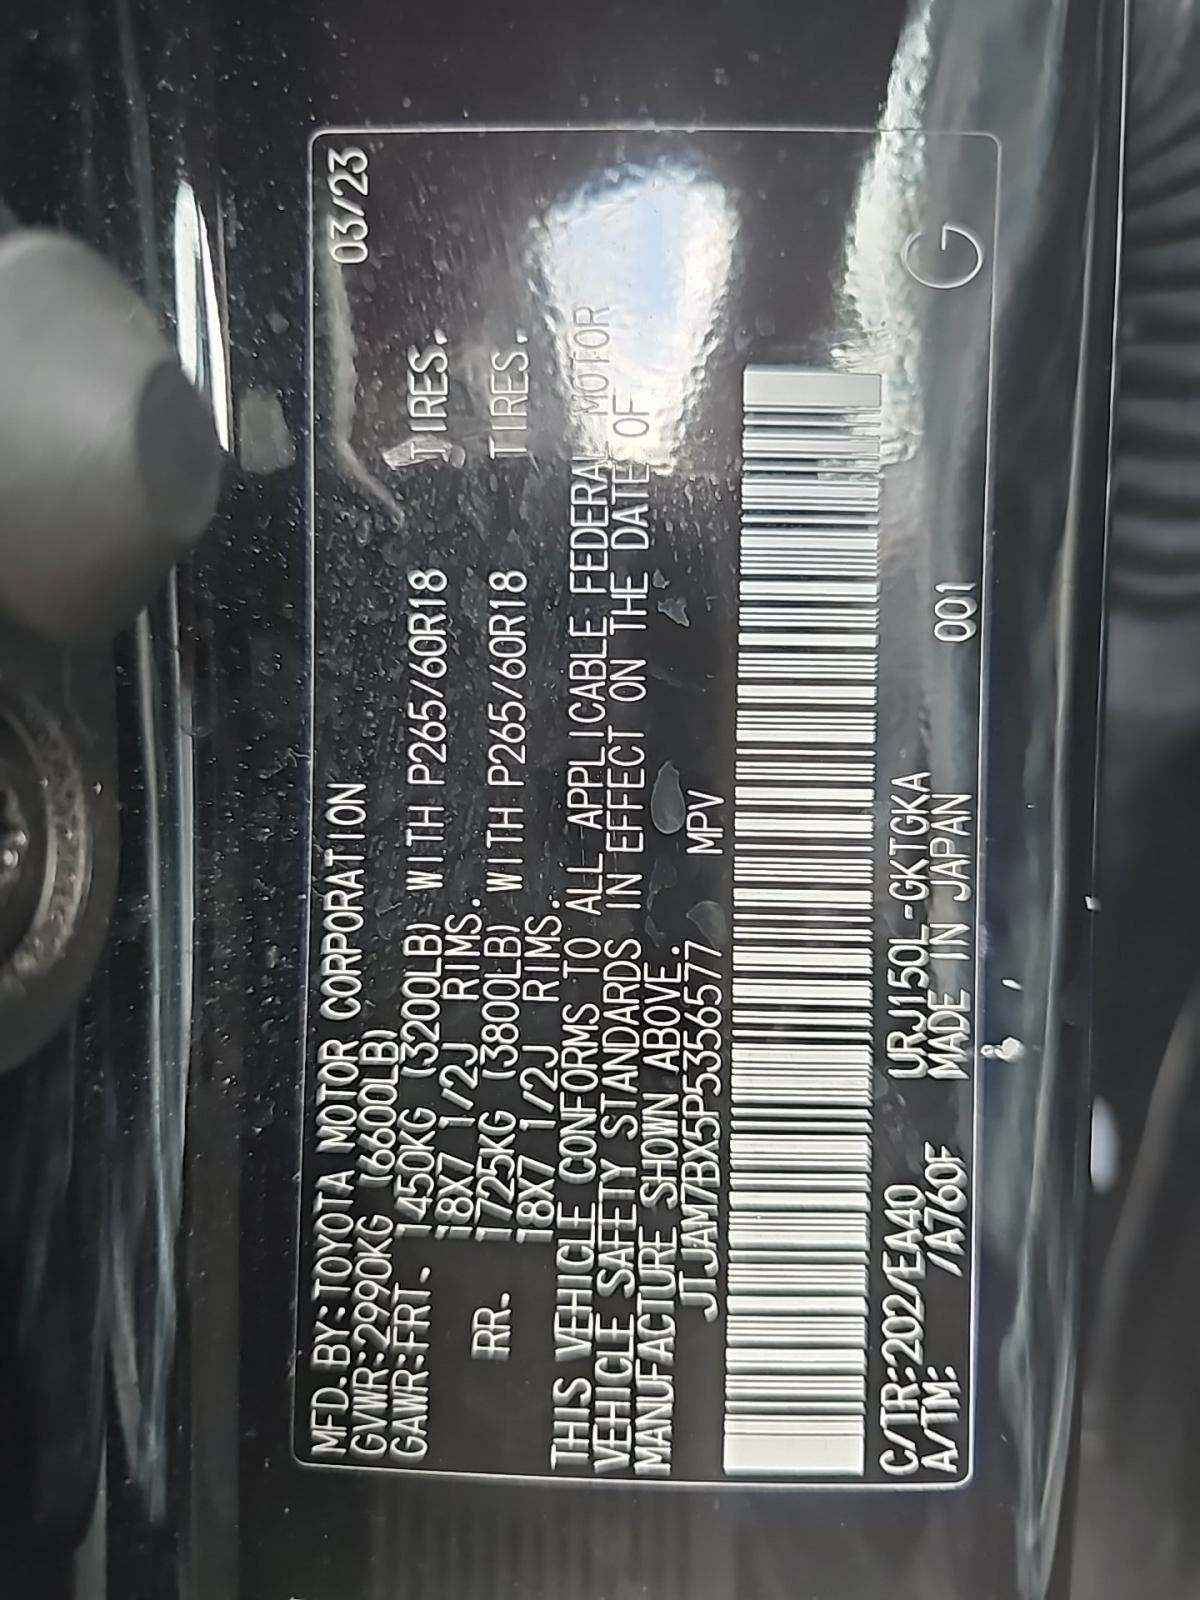 MFD.BY:TOYOTA MOTOR CORPORATION 03/23
GVWR:2990KG (6600LB)
GAWR:FRT. 1450KG (3200LB) WITH P265/60R18 TIRES.
18X7 1/2J RIMS.
RR. 1725KG (3800LB) WITH P265/60R18 TIRES.
18X7 1/2J RIMS.
THIS VEHICLE CONFORMS TO ALL APPLICABLE FEDERAL MOTOR
VEHICLE SAFETY STANDARDS IN EFFECT ON THE DATE OF
MANUFACTURE SHOWN ABOVE.
JTJAM7BX5P5356577 MPV
C/TR:202/EA40 URJ150L-GKTGKA
A/TM: /A760F MADE IN JAPAN 001 G